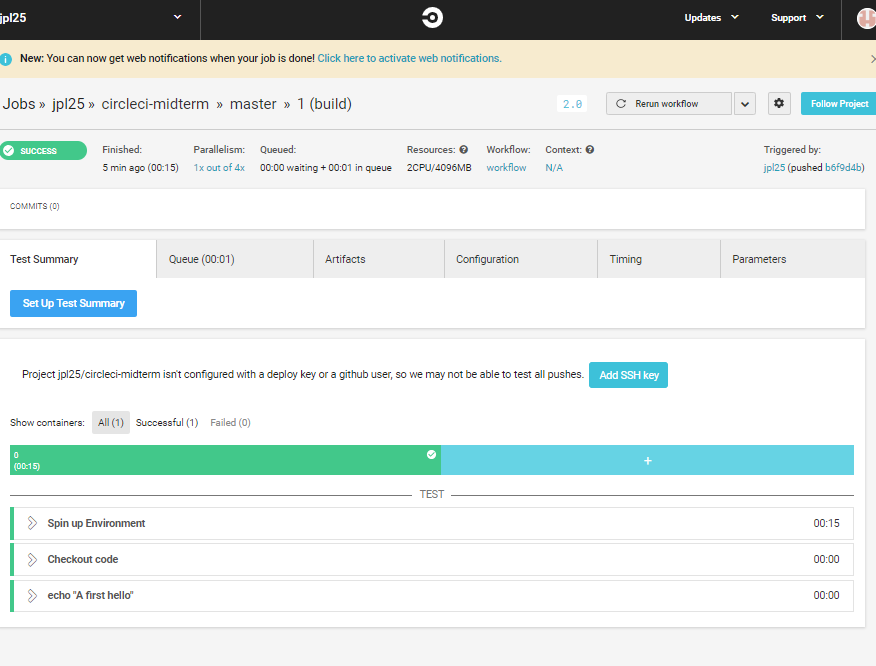 jpl25 Updates Support
New: You can now get web notifications when your job is done! Click here to activate web notifications.
Jobs » jpl25 » circleci-midterm » master » 1 (build) 2.0 Rerun workflow Follow Project
SUCCESS Finished: Parallelism: Queued: Resources: Workflow: Context: Triggered by:
5 min ago (00:15) 1x out of 4x 00:00 waiting + 00:01 in queue 2CPU/4096MB workflow N/A jpl25 (pushed b6f9d4b)
COMMITS (0)
Test Summary Queue (00:01) Artifacts Configuration Timing Parameters
Set Up Test Summary
Project jpl25/circleci-midterm isn't configured with a deploy key or a github user, so we may not be able to test all pushes. Add SSH key
Show containers: All (1) Successful (1) Failed (0)
0
(00:15) +
TEST
Spin up Environment 00:15
Checkout code 00:00
echo "A first hello" 00:00